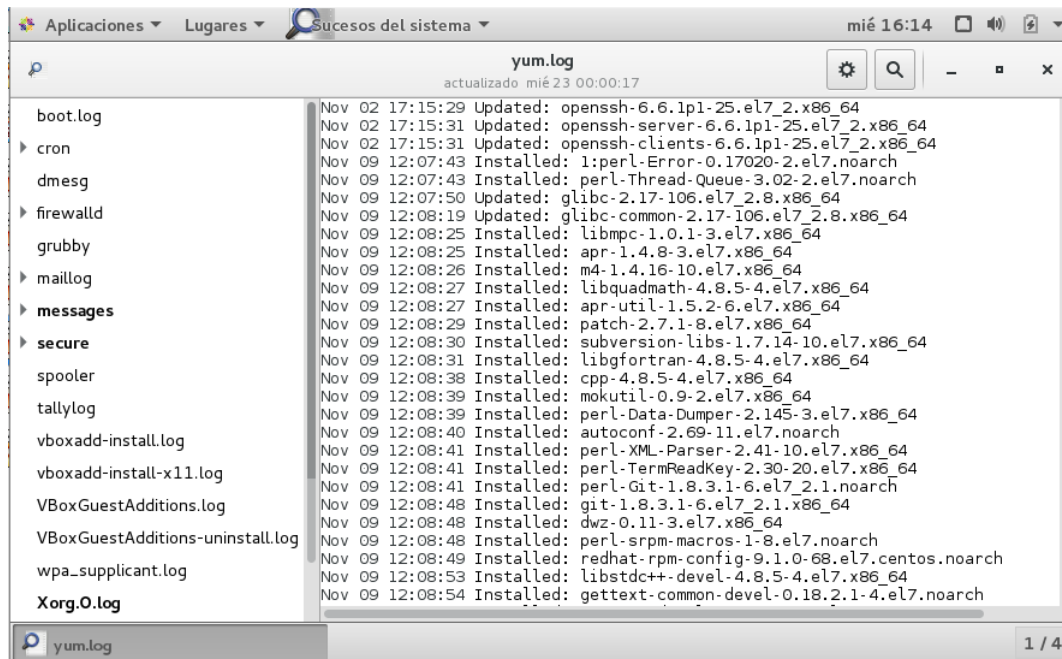 Aplicaciones Lugares Sucesos del sistema mié 16:14
yum.log
actualizado mié 23 00:00:17
boot.log
cron
dmesg
firewalld
grubby
maillog
messages
secure
spooler
tallylog
vboxadd-install.log
vboxadd-install-x11.log
VBoxGuestAdditions.log
VBoxGuestAdditions-uninstall.log
wpa_supplicant.log
Xorg.0.log
Nov 02 17:15:29 Updated: openssh-6.6.1p1-25.el7_2.x86_64
Nov 02 17:15:31 Updated: openssh-server-6.6.1p1-25.el7_2.x86_64
Nov 02 17:15:31 Updated: openssh-clients-6.6.1p1-25.el7_2.x86_64
Nov 09 12:07:43 Installed: 1:perl-Error-0.17020-2.el7.noarch
Nov 09 12:07:43 Installed: perl-Thread-Queue-3.02-2.el7.noarch
Nov 09 12:07:50 Updated: glibc-2.17-106.el7_2.8.x86_64
Nov 09 12:08:19 Updated: glibc-common-2.17-106.el7_2.8.x86_64
Nov 09 12:08:25 Installed: libmpc-1.0.1-3.el7.x86_64
Nov 09 12:08:25 Installed: apr-1.4.8-3.el7.x86_64
Nov 09 12:08:26 Installed: m4-1.4.16-10.el7.x86_64
Nov 09 12:08:27 Installed: libquadmath-4.8.5-4.el7.x86_64
Nov 09 12:08:27 Installed: apr-util-1.5.2-6.el7.x86_64
Nov 09 12:08:29 Installed: patch-2.7.1-8.el7.x86_64
Nov 09 12:08:30 Installed: subversion-libs-1.7.14-10.el7.x86_64
Nov 09 12:08:31 Installed: libgfortran-4.8.5-4.el7.x86_64
Nov 09 12:08:38 Installed: cpp-4.8.5-4.el7.x86_64
Nov 09 12:08:39 Installed: mokutil-0.9-2.el7.x86_64
Nov 09 12:08:39 Installed: perl-Data-Dumper-2.145-3.el7.x86_64
Nov 09 12:08:40 Installed: autoconf-2.69-11.el7.noarch
Nov 09 12:08:41 Installed: perl-XML-Parser-2.41-10.el7.x86_64
Nov 09 12:08:41 Installed: perl-TermReadKey-2.30-20.el7.x86_64
Nov 09 12:08:41 Installed: perl-Git-1.8.3.1-6.el7_2.1.noarch
Nov 09 12:08:48 Installed: git-1.8.3.1-6.el7_2.1.x86_64
Nov 09 12:08:48 Installed: dwz-0.11-3.el7.x86_64
Nov 09 12:08:48 Installed: perl-srpm-macros-1-8.el7.noarch
Nov 09 12:08:49 Installed: redhat-rpm-config-9.1.0-68.el7.centos.noarch
Nov 09 12:08:53 Installed: libstdc++-devel-4.8.5-4.el7.x86_64
Nov 09 12:08:54 Installed: gettext-common-devel-0.18.2.1-4.el7.noarch
yum.log 1 / 4